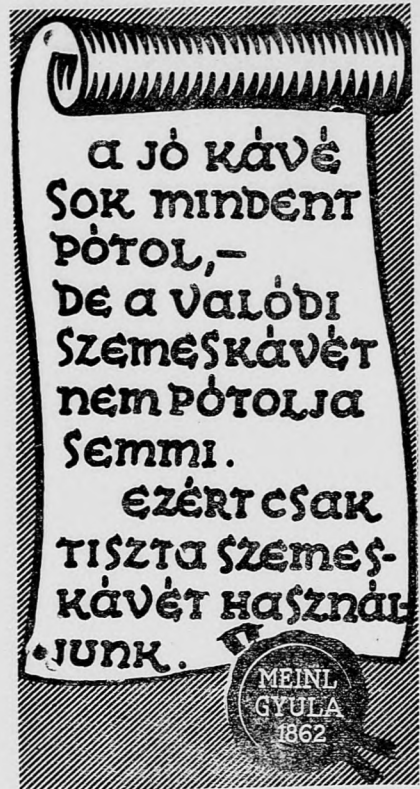 A JÓ KÁVÉ
SOK MINDENT
PÓTOL,-
DE A VALÓDI
SZEMESKÁVÉT
NEM PÓTOLJA
SEMMI.
EZÉRT CSAK
TISZTA SZEMES-
KÁVÉT HASZNÁL-
JUNK.
MEINL
GYULA
1862